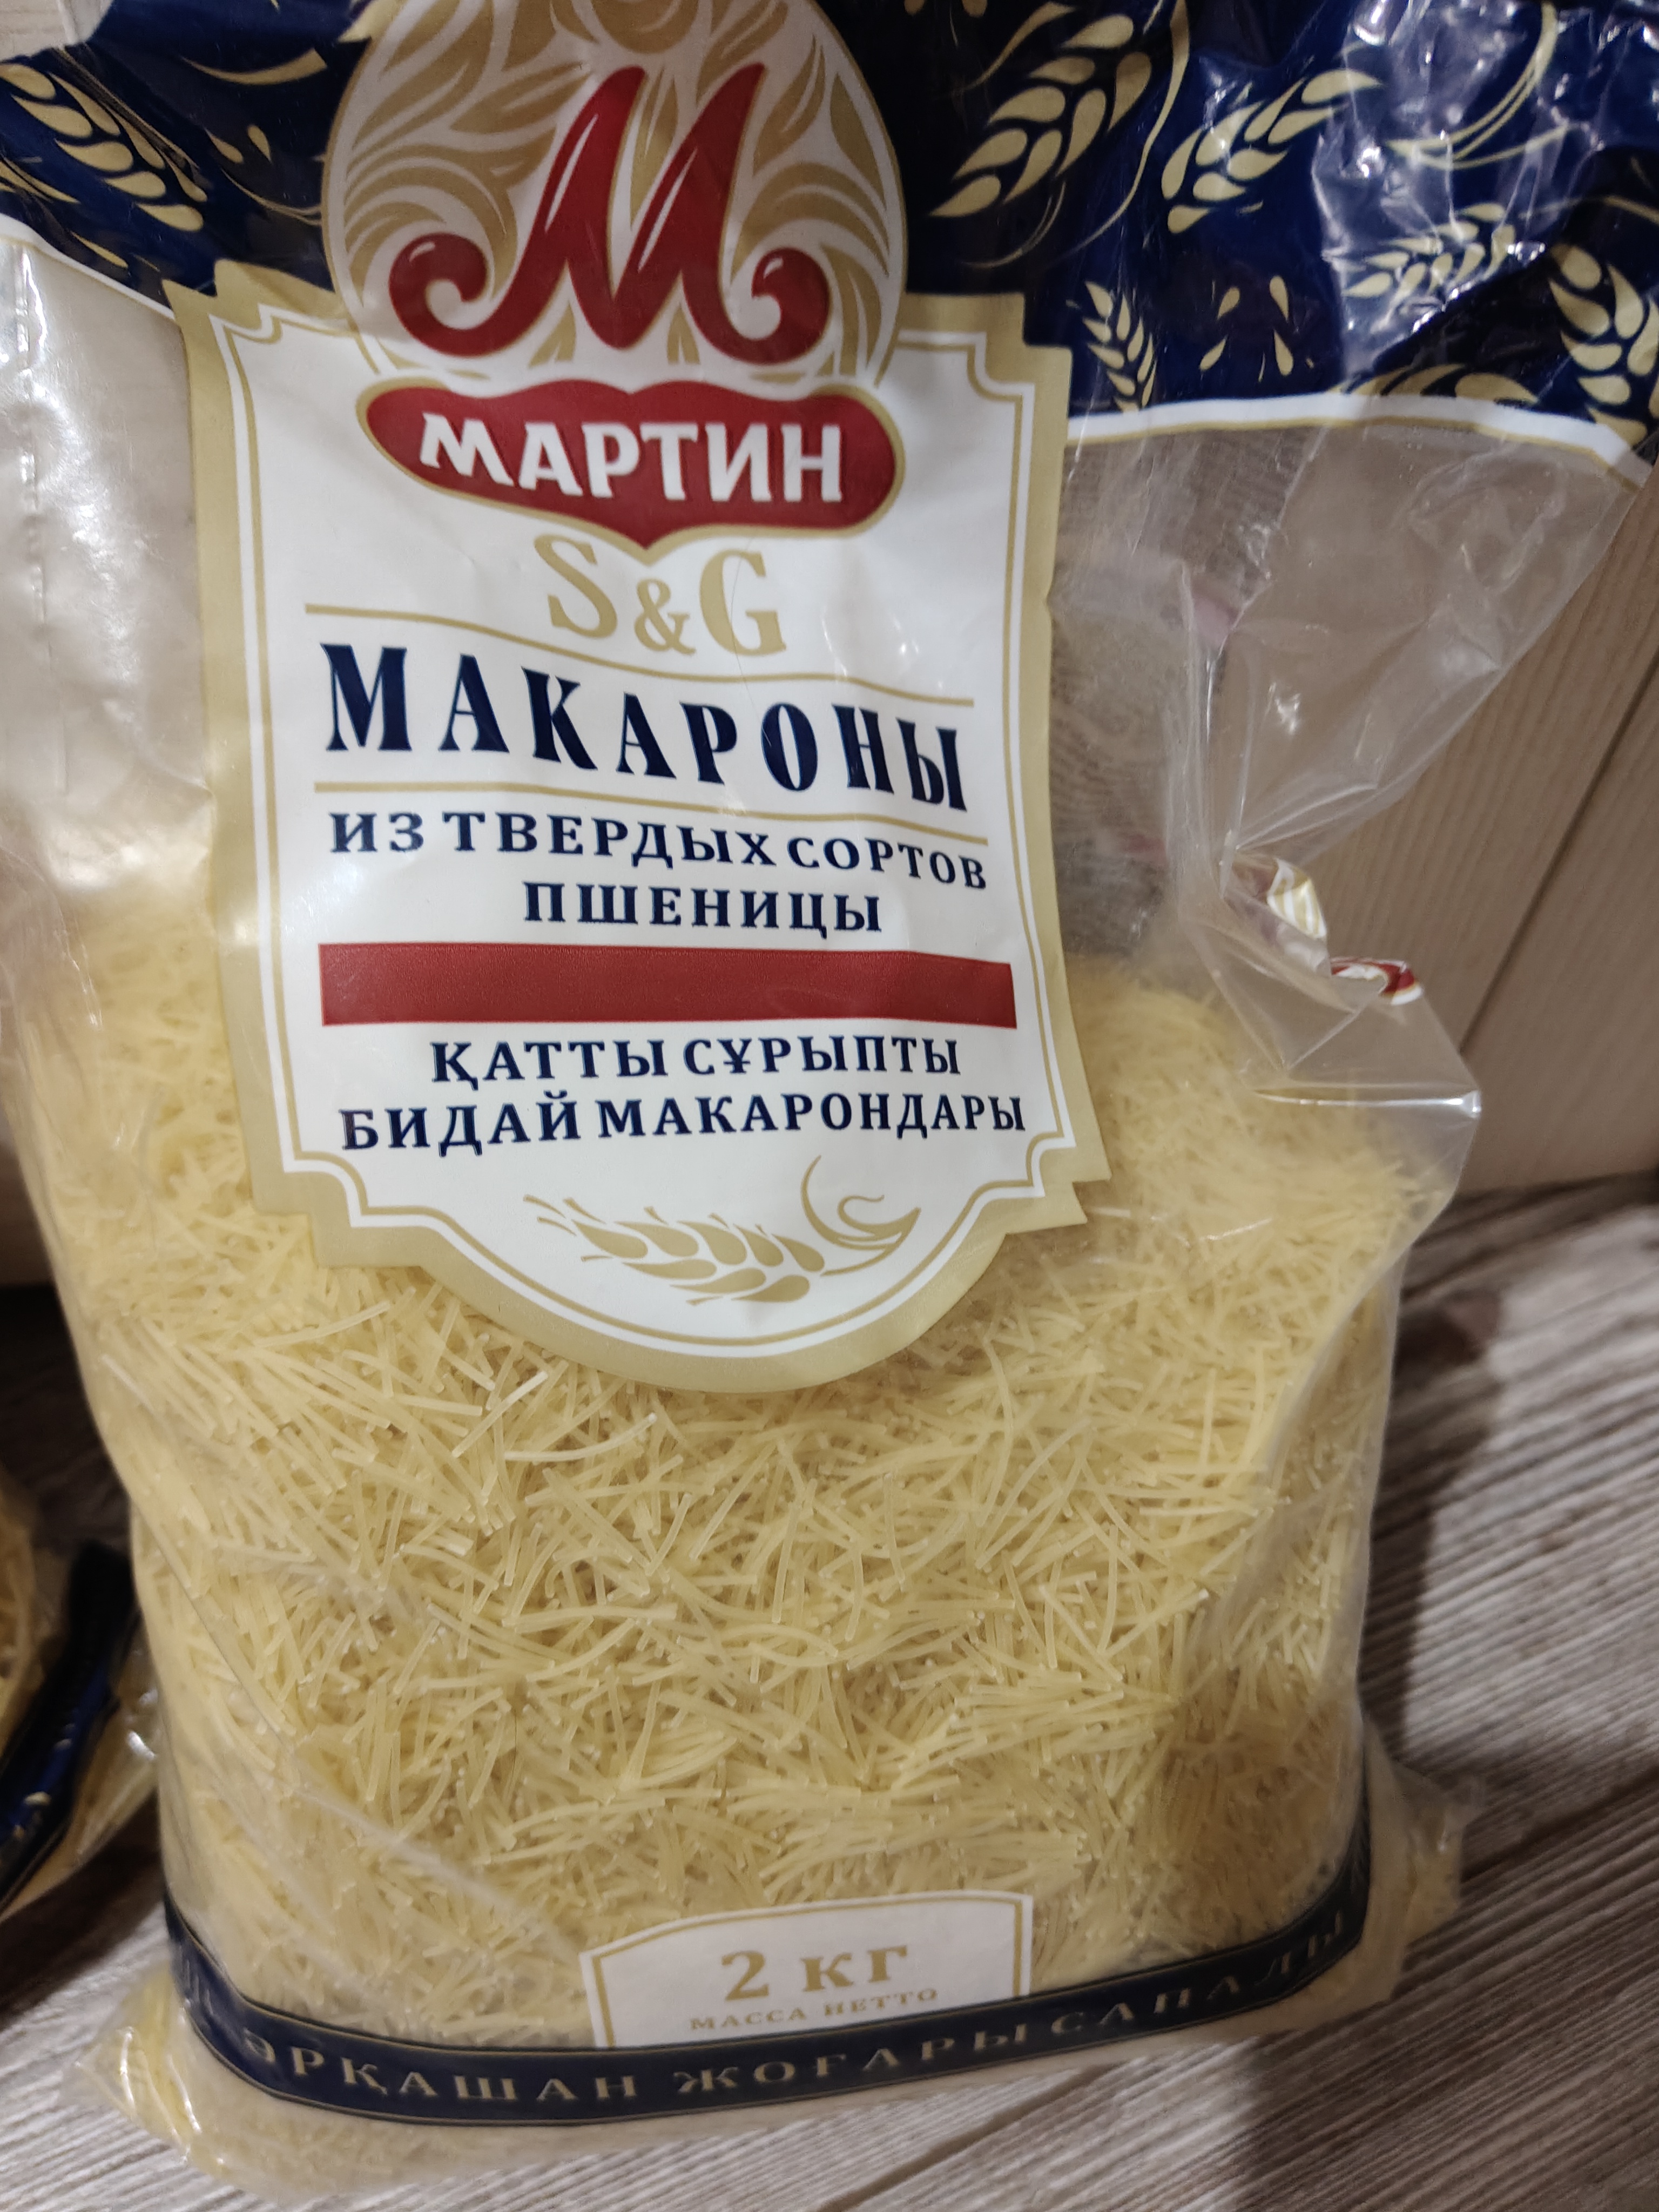 М
МАРТИН
S&G
МАКАРОНЫ
ИЗ ТВЕРДЫХ СОРТОВ
ПШЕНИЦЫ
ҚАТТЫ СҰРЫПТЫ
БИДАЙ МАКАРОНДАРЫ
2 КГ
МАССА НЕТТО
ӘРҚАШАН ЖОҒАРЫ САПАЛЫ